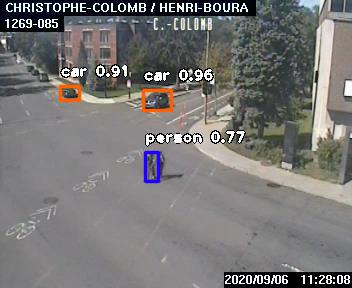 CHRISTOPHE-COLOMB / HENRI-BOURA
1269-085
C.-COLOMB
car 0.91
car 0.96
person 0.77
2020/09/06 11:28:08